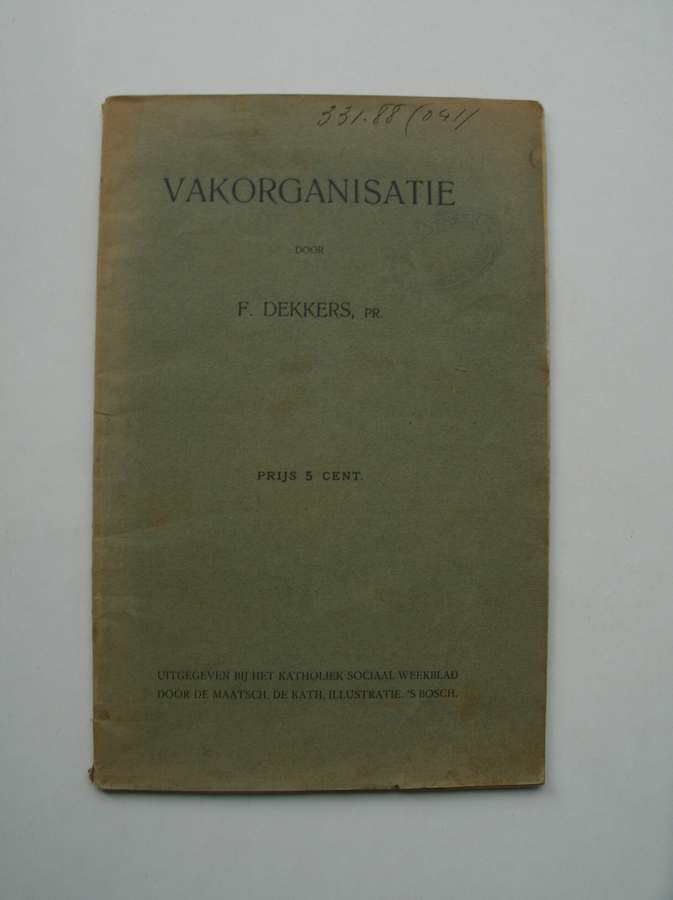 331.88 (041)
VAKORGANISATIE
DOOR
F. DEKKERS, PR.
PRIJS 5 CENT.
UITGEGEVEN BIJ HET KATHOLIEK SOCIAAL WEEKBLAD
DOOR DE MAATSCH. DE KATH. ILLUSTRATIE. 'S BOSCH.